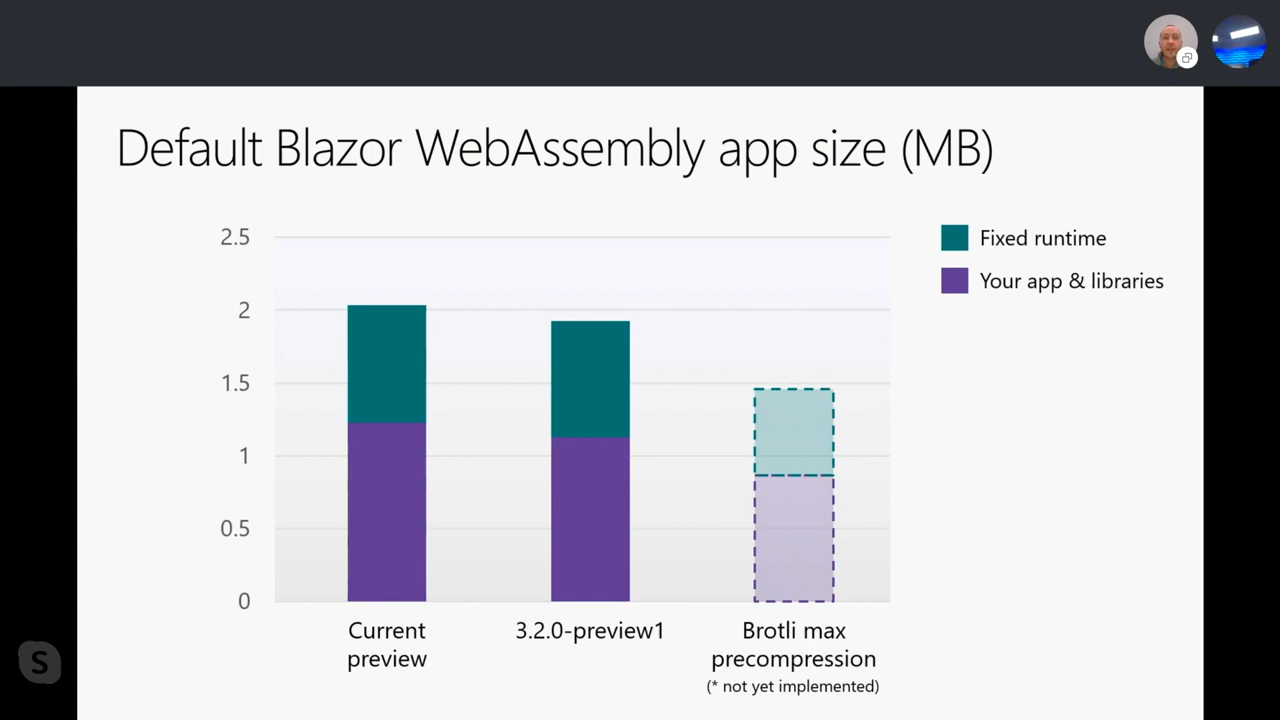 Default Blazor WebAssembly app size (MB)
2.5
2
1.5
1
0.5
0
Fixed runtime
Your app & libraries
Current
preview
3.2.0-preview1
Brotli max
precompression
(* not yet implemented)
S